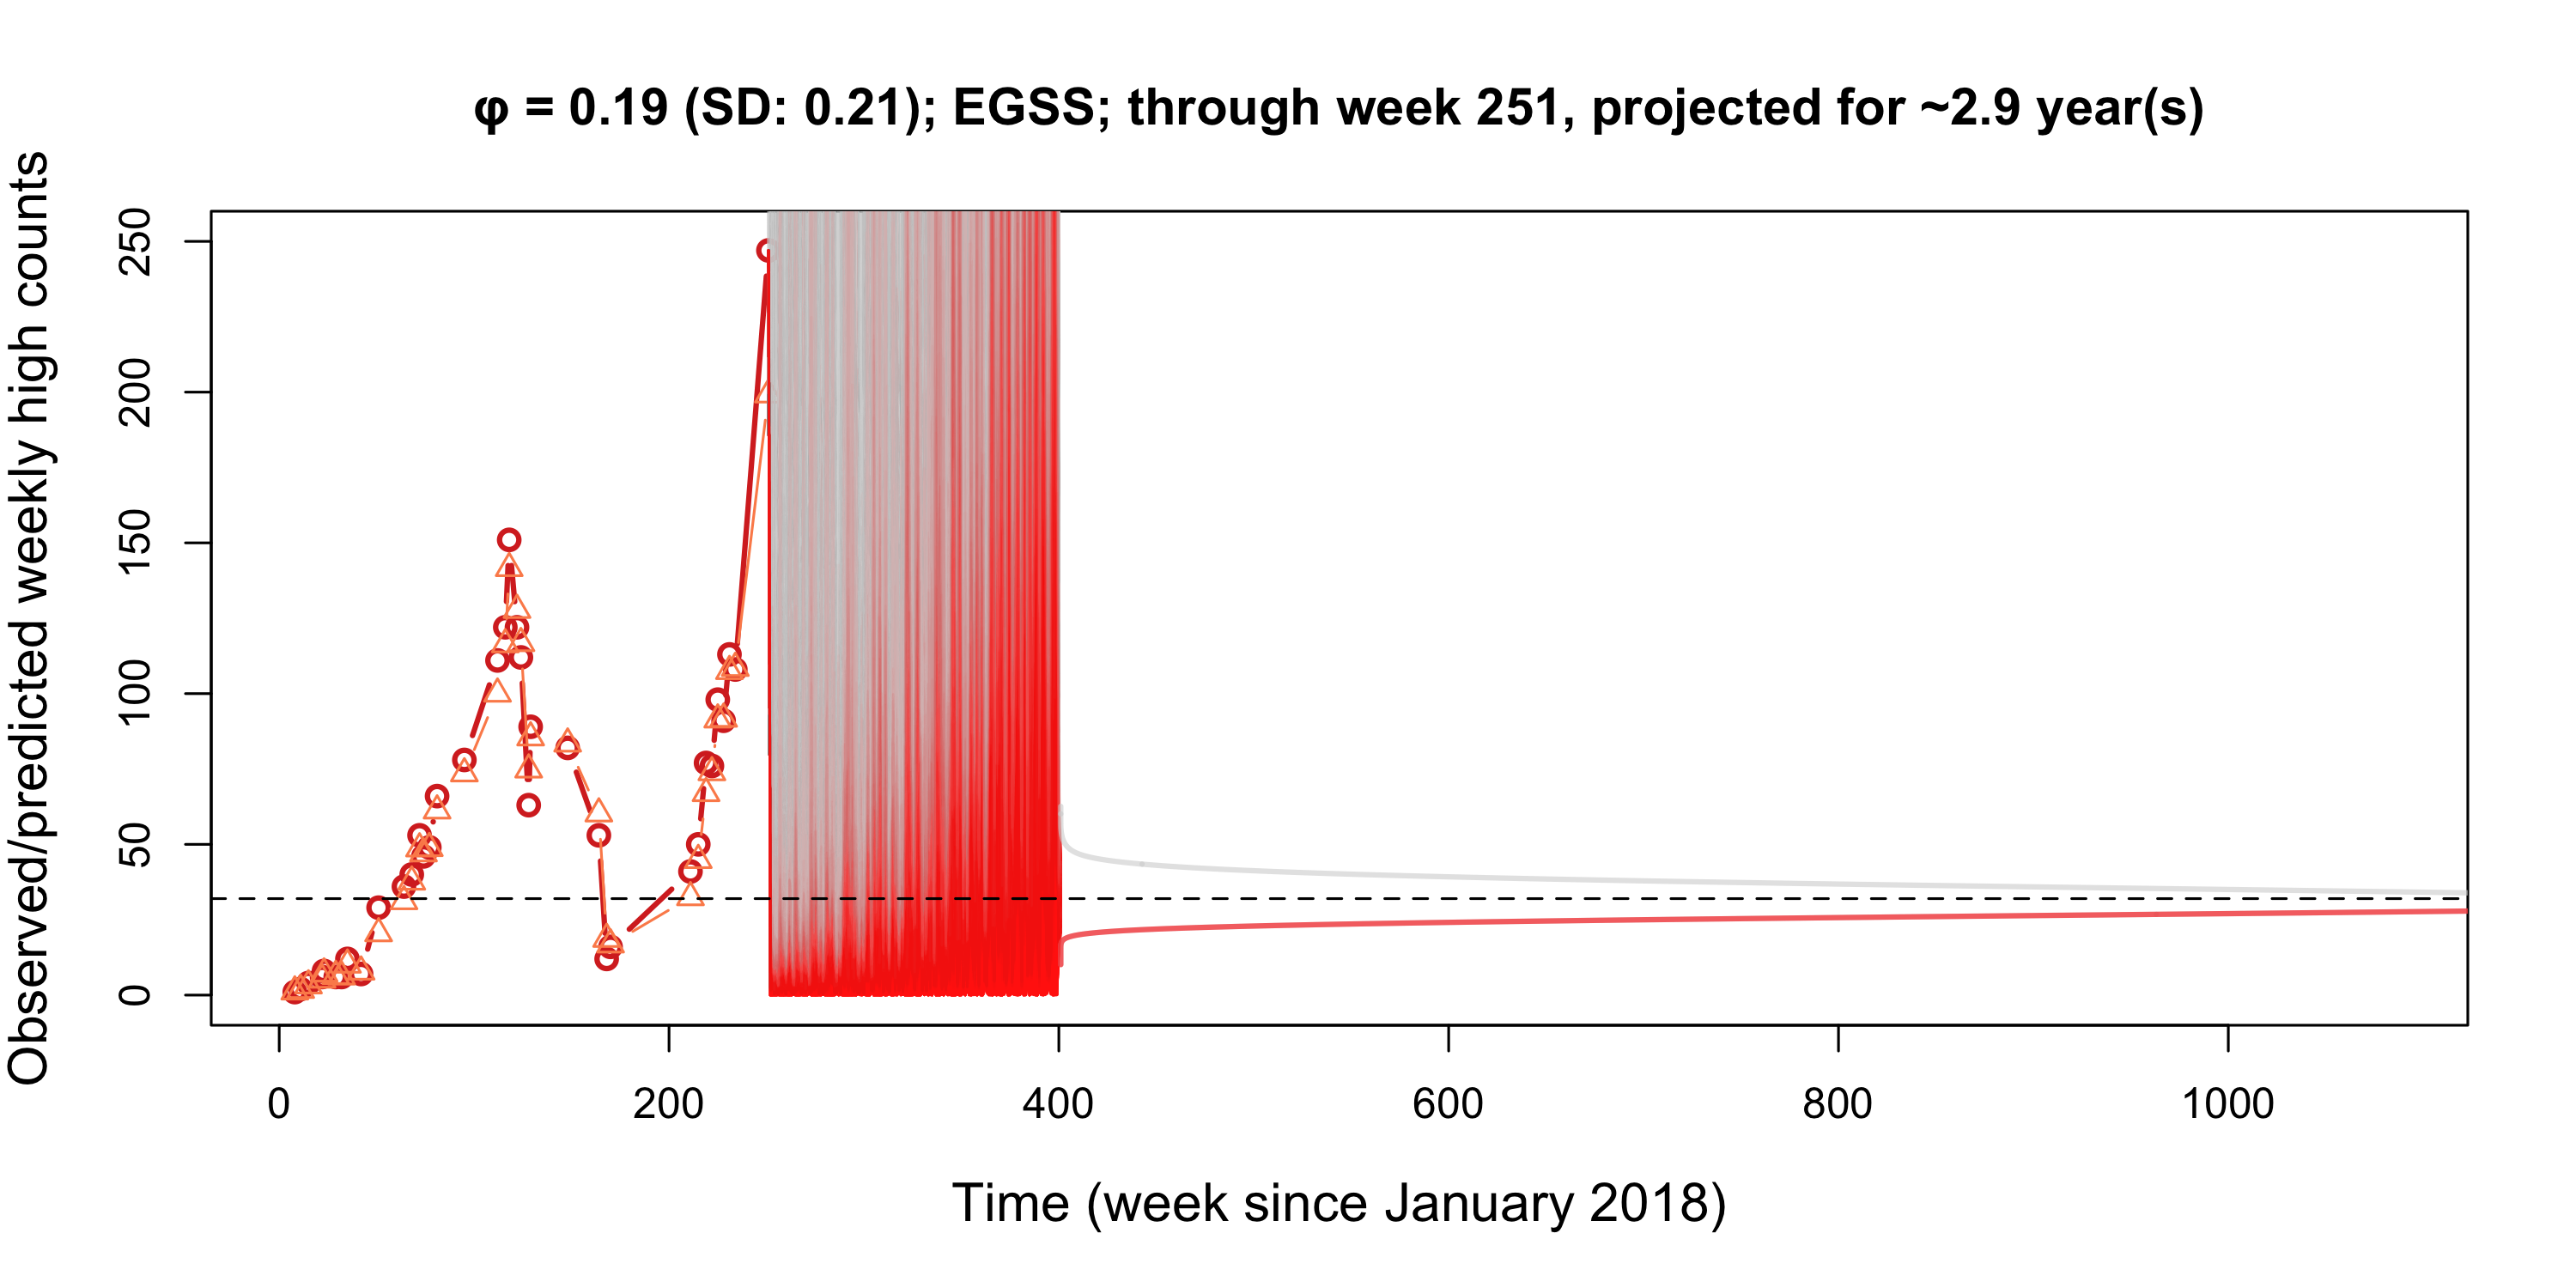 φ = 0.19 (SD: 0.21); EGSS; through week 251, projected for ~2.9 year(s)
Observed/predicted weekly high counts
250
200
150
100
50
0
0 200 400 600 800 1000
Time (week since January 2018)